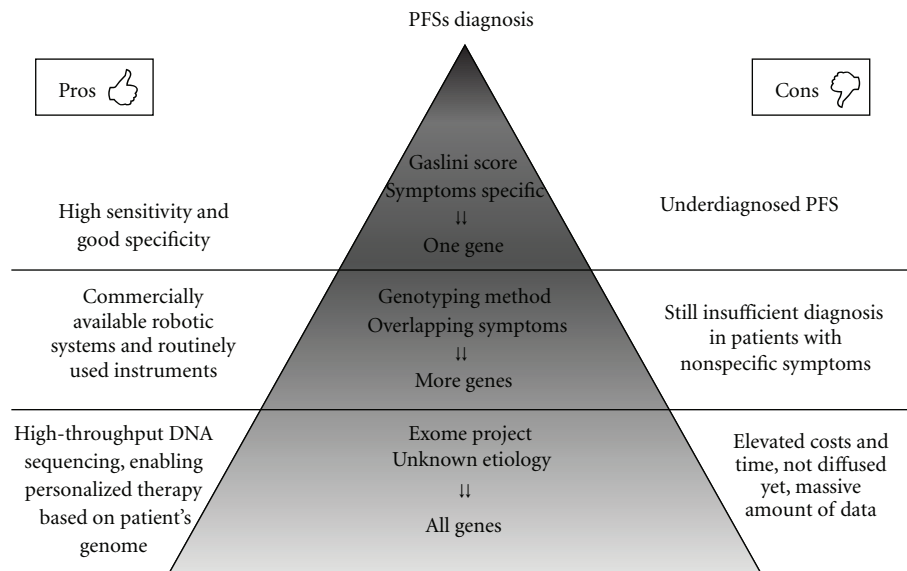 PFSs diagnosis
Pros
Cons
High sensitivity and
good specificity
Gaslini score
Symptoms specific
↓↓
One gene
Underdiagnosed PFS
Commercially
available robotic
systems and routinely
used instruments
Genotyping method
Overlapping symptoms
↓↓
More genes
Still insufficient diagnosis
in patients with
nonspecific symptoms
High-throughput DNA
sequencing, enabling
personalized therapy
based on patient's
genome
Exome project
Unknown etiology
↓↓
All genes
Elevated costs and
time, not diffused
yet, massive
amount of data